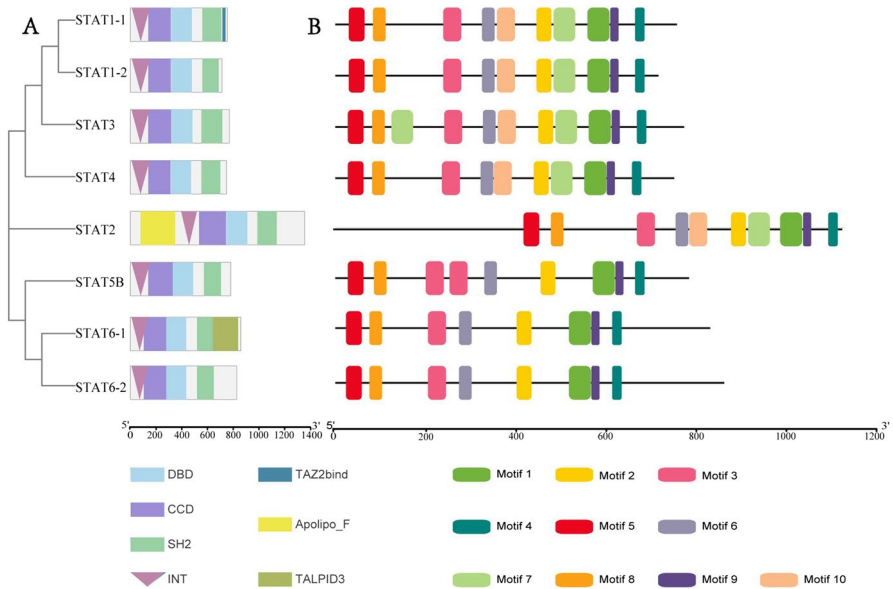 A
B
STAT1-1
STAT1-2
STAT3
STAT4
STAT2
STAT5B
STAT6-1
STAT6-2
5' 3'
0 200 400 600 800 1000 1200 1400
5' 3'
0 200 400 600 800 1000 1200
DBD
CCD
SH2
INT
TAZ2bind
Apolipo_F
TALPID3
Motif 1 Motif 2 Motif 3
Motif 4 Motif 5 Motif 6
Motif 7 Motif 8 Motif 9 Motif 10